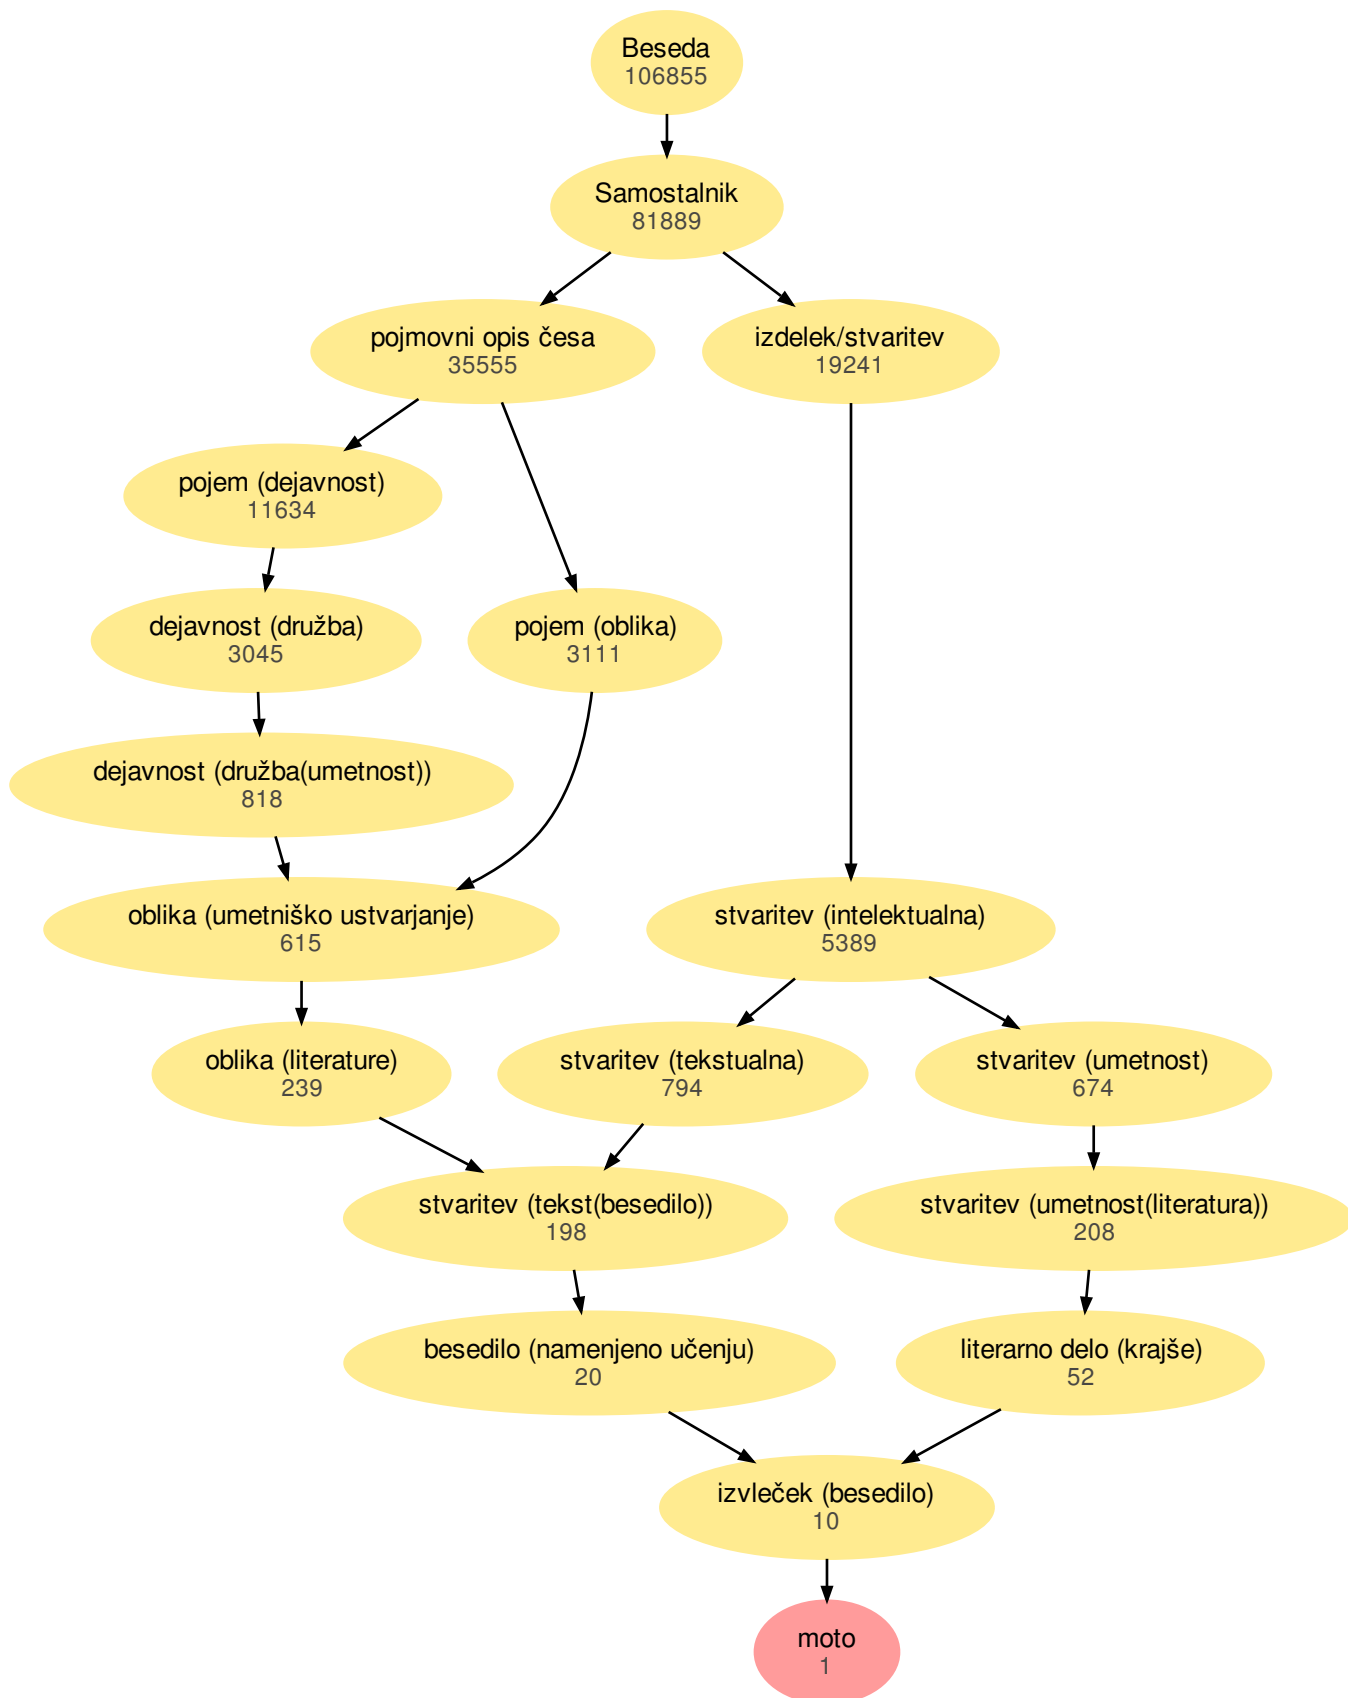 Beseda
106855
Samostalnik
81889
pojmovni opis česa
35555
izdelek/stvaritev
19241
pojem (dejavnost)
11634
dejavnost (družba)
3045
pojem (oblika)
3111
dejavnost (družba(umetnost))
818
oblika (umetniško ustvarjanje)
615
stvaritev (intelektualna)
5389
oblika (literature)
239
stvaritev (tekstualna)
794
stvaritev (umetnost)
674
stvaritev (tekst(besedilo))
198
stvaritev (umetnost(literatura))
208
besedilo (namenjeno učenju)
20
literarno delo (krajše)
52
izvleček (besedilo)
10
moto
1